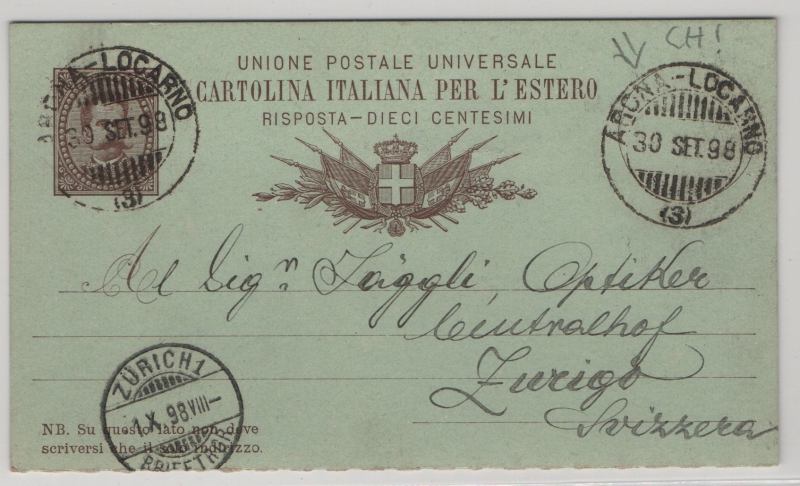 CH!
UNIONE POSTALE UNIVERSALE
CARTOLINA ITALIANA PER L'ESTERO
RISPOSTA-DIECI CENTESIMI
ARONA-LOCARNO
30 SET. 98
(3)
ARONA-LOCARNO
30 SET. 98
(3)
Al Sig.n Jäggli, Optiker
Centralhof
Zurigo
Svizzera
ZÜRICH 1
1.X.98 VIII-
BRIEFTR
NB. Su questo lato non deve
scriversi che il solo indirizzo.